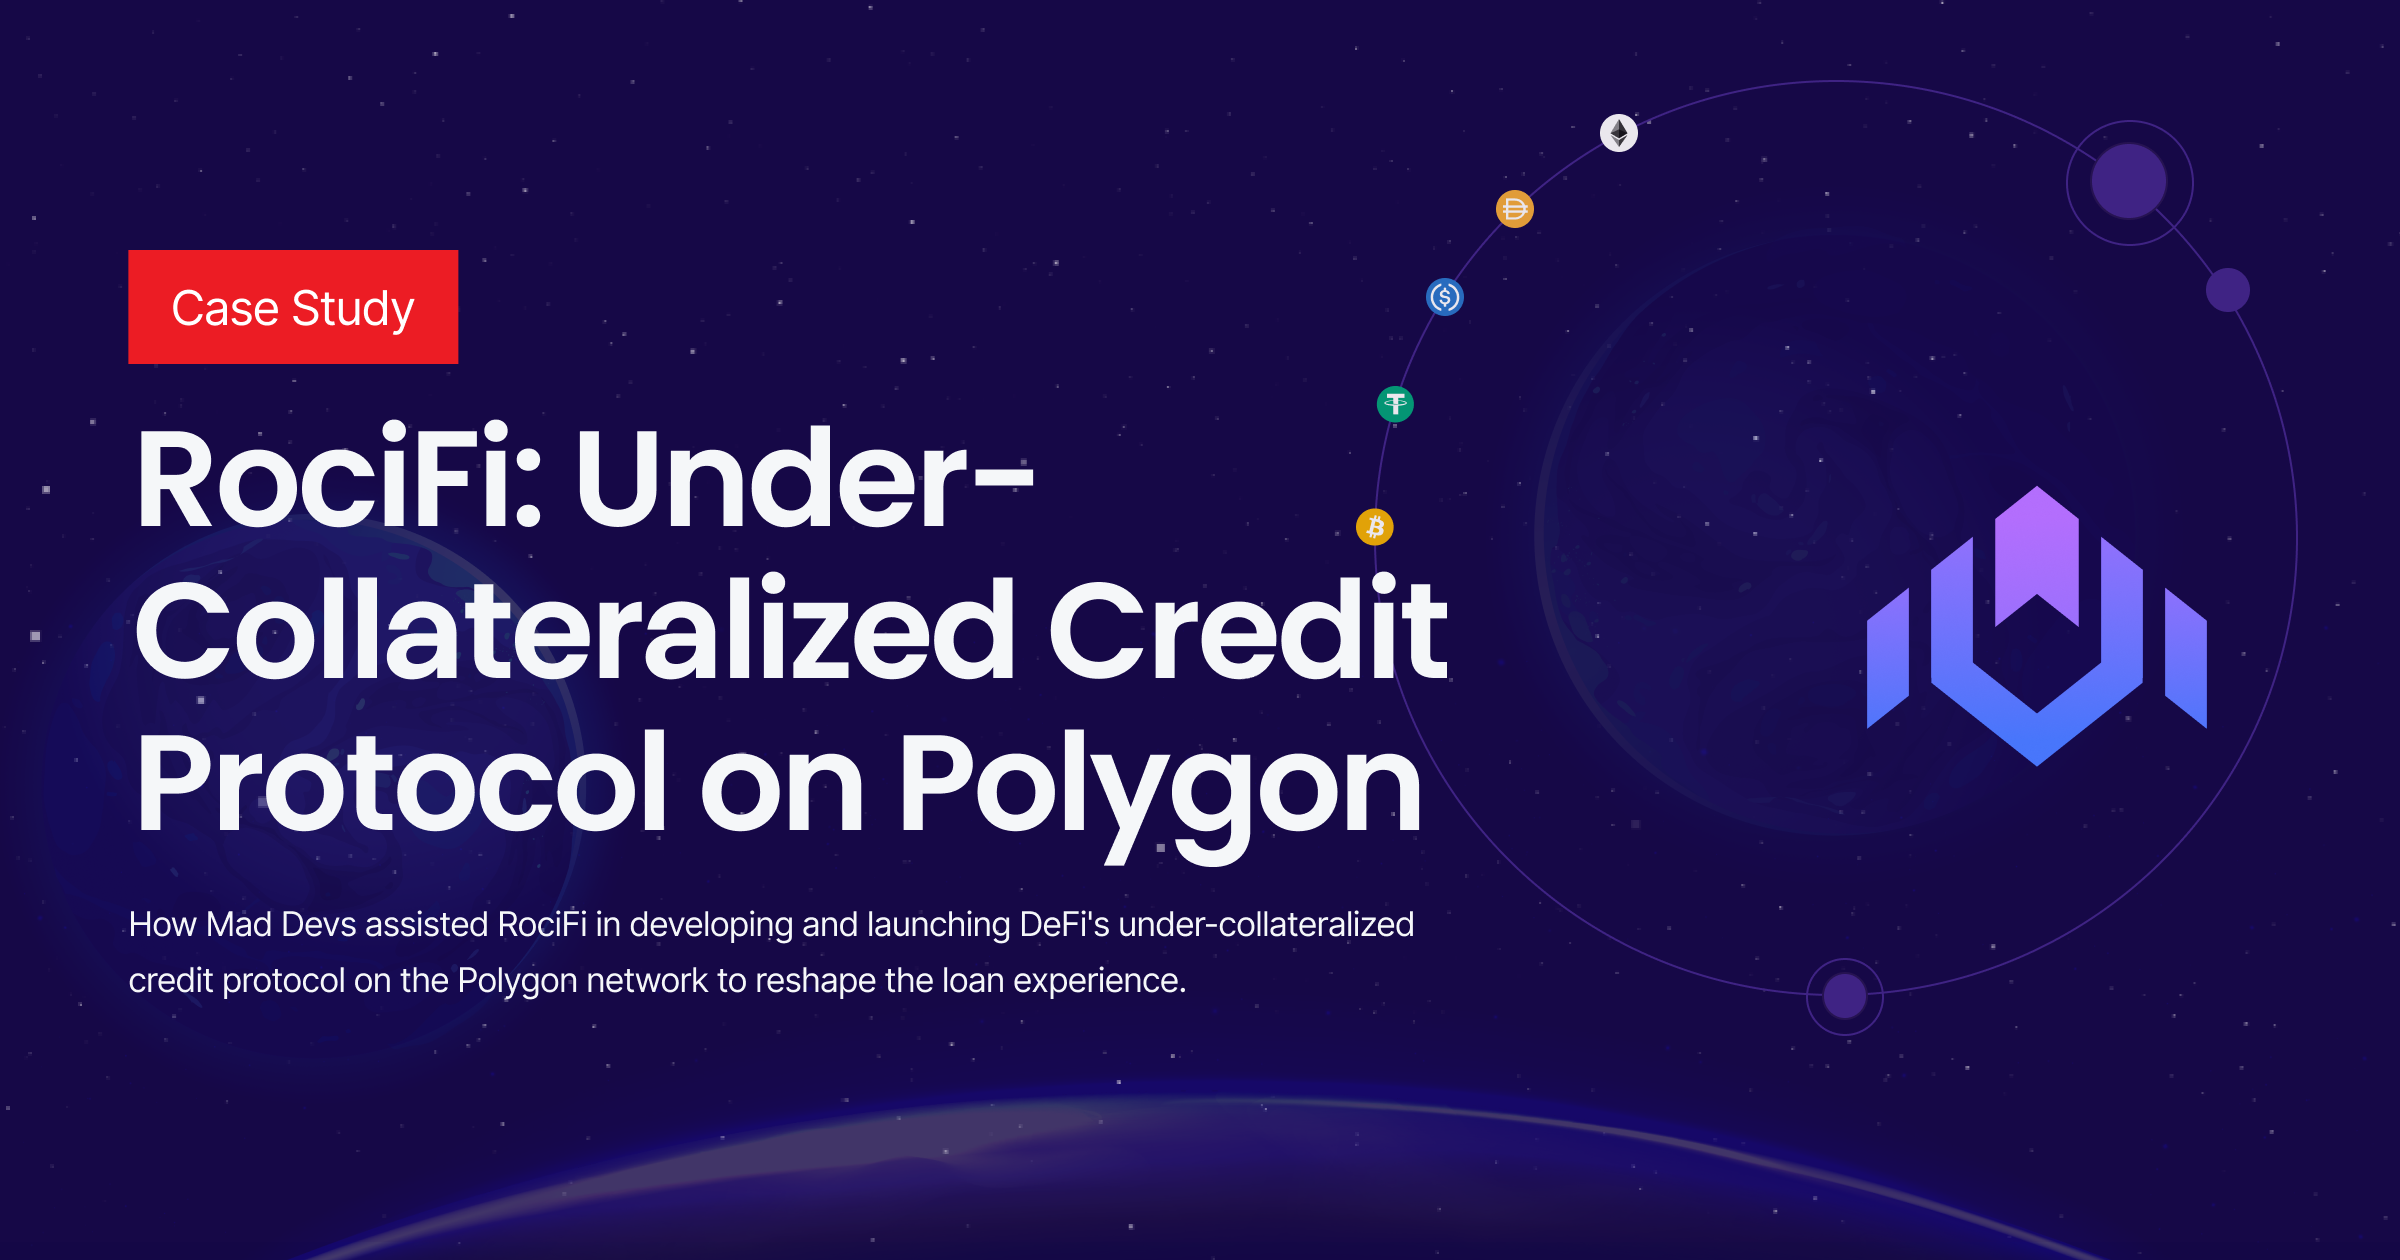 Case Study
RociFi: Under-
Collateralized Credit
Protocol on Polygon
How Mad Devs assisted RociFi in developing and launching DeFi's under-collateralized
credit protocol on the Polygon network to reshape the loan experience.